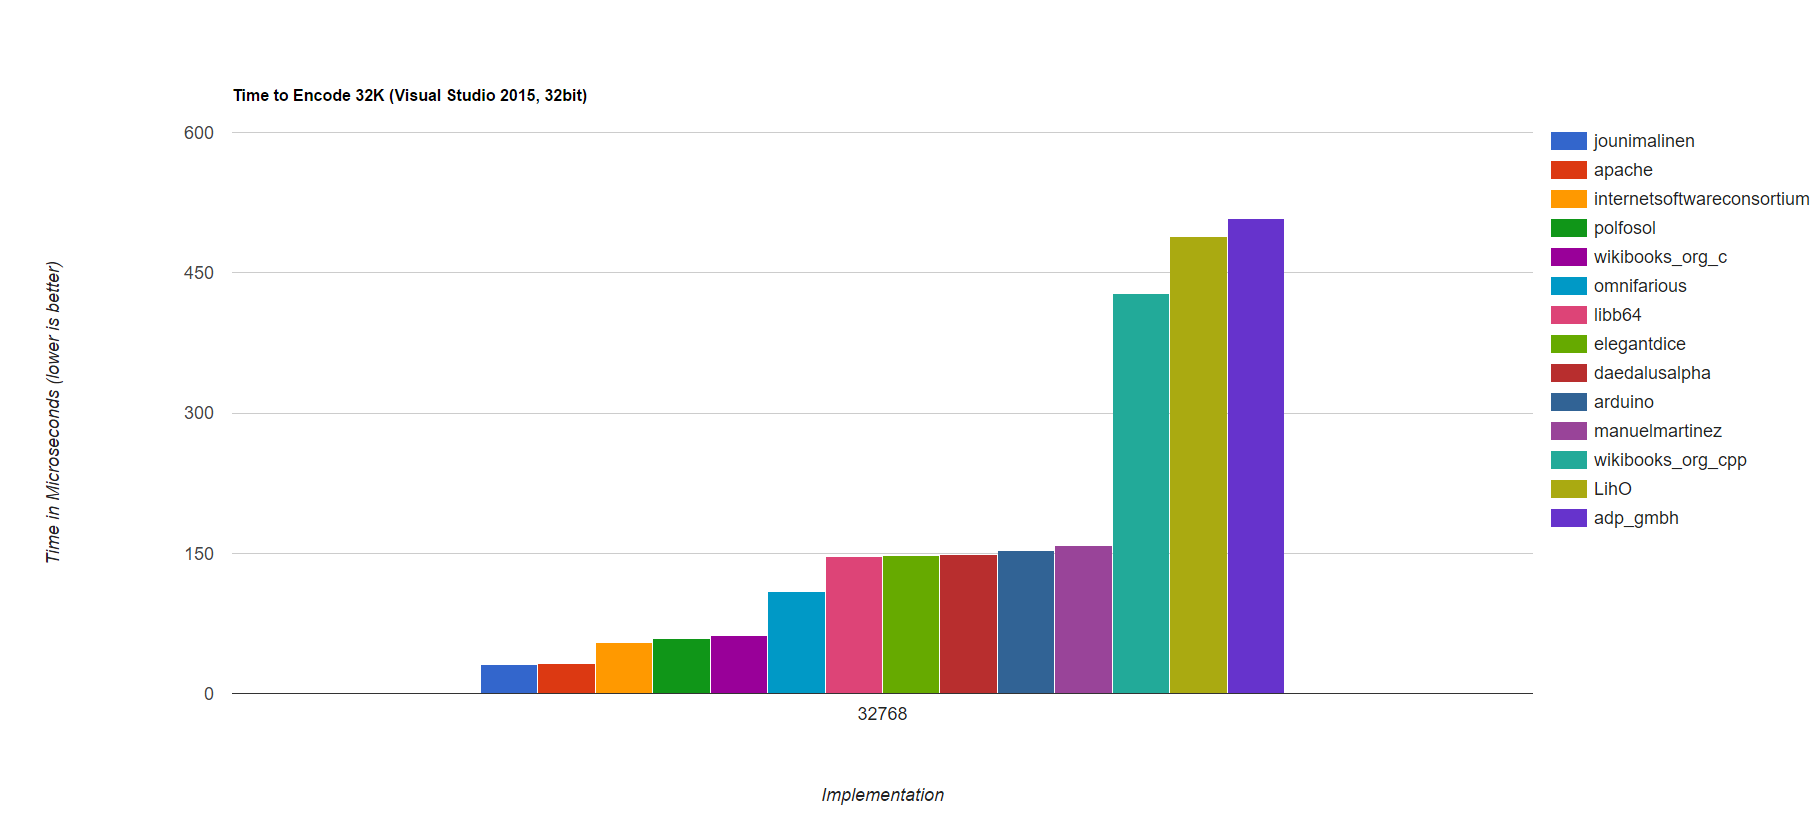 Time to Encode 32K (Visual Studio 2015, 32bit)
Time in Microseconds (lower is better)
600
450
300
150
0
32768
Implementation
jounimalinen
apache
internetsoftwareconsortium
polfosol
wikibooks_org_c
omnifarious
libb64
elegantdice
daedalusalpha
arduino
manuelmartinez
wikibooks_org_cpp
LihO
adp_gmbh